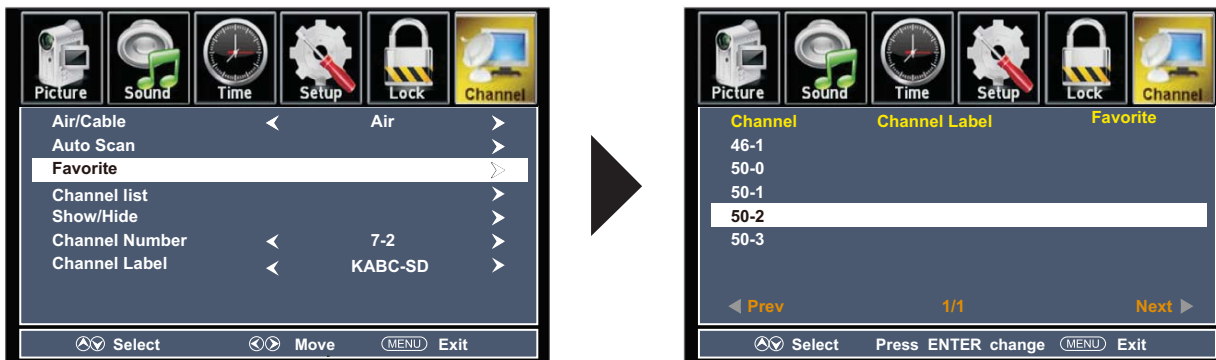 Picture Sound Time Setup Lock Channel
Air/Cable Air
Auto Scan
Favorite
Channel list
Show/Hide
Channel Number 7-2
Channel Label KABC-SD
Select Move MENU Exit
Picture Sound Time Setup Lock Channel
Channel Channel Label Favorite
46-1
50-0
50-1
50-2
50-3
Prev 1/1 Next
Select Press ENTER change MENU Exit